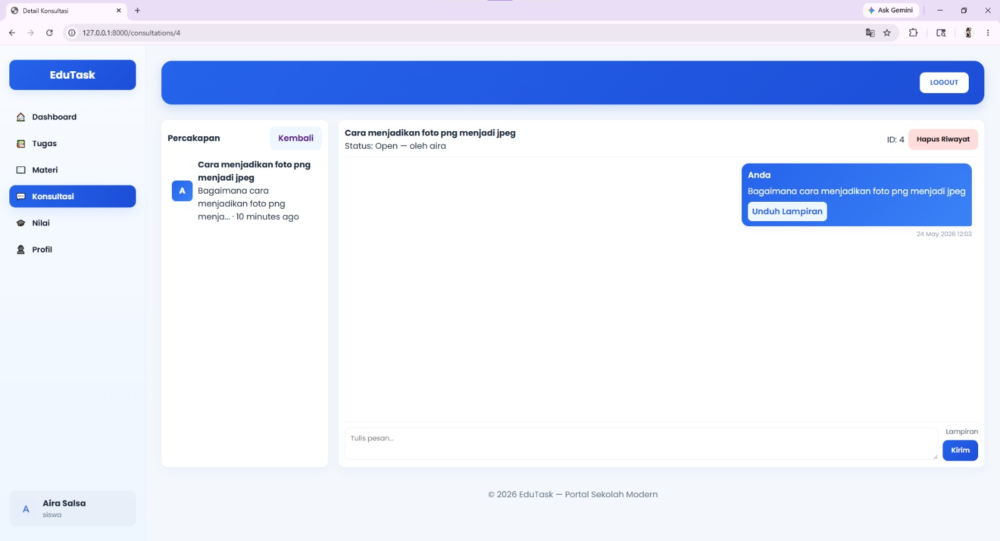 Detail Konsultasi
Ask Gemini
127.0.0.1:8000/consultations/4
EduTask
Dashboard
Tugas
Materi
Konsultasi
Nilai
Profil
Aira Salsa
A
siswa
LOGOUT
Percakapan
Kembali
Cara menjadikan foto png
menjadi jpeg
A
Bagaimana cara
menjadikan foto png
menja... · 10 minutes ago
Cara menjadikan foto png menjadi jpeg
Status: Open — oleh aira
ID: 4
Hapus Riwayat
Anda
Bagaimana cara menjadikan foto png menjadi jpeg
Unduh Lampiran
24 May 2026 12:03
Tulis pesan...
Lampiran
Kirim
© 2026 EduTask — Portal Sekolah Modern